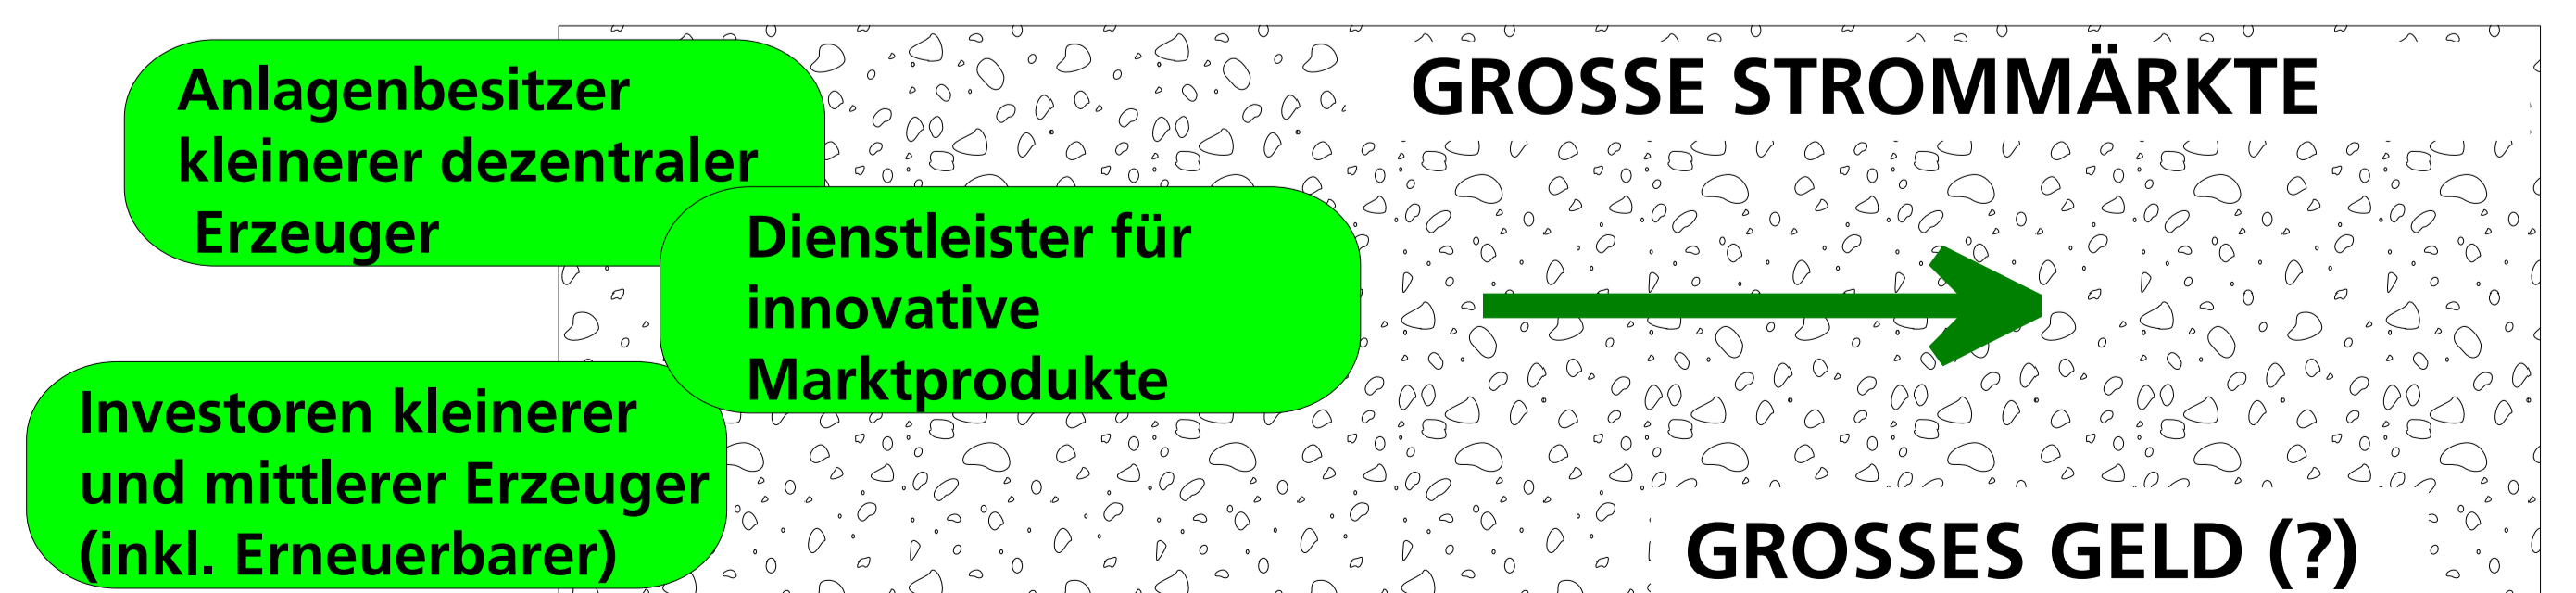 Anlagenbesitzer
kleinerer dezentraler
Erzeuger
Dienstleister für
innovative
Marktprodukte
Investoren kleinerer
und mittlerer Erzeuger
(inkl. Erneuerbarer)
GROSSE STROMMÄRKTE
GROSSES GELD (?)